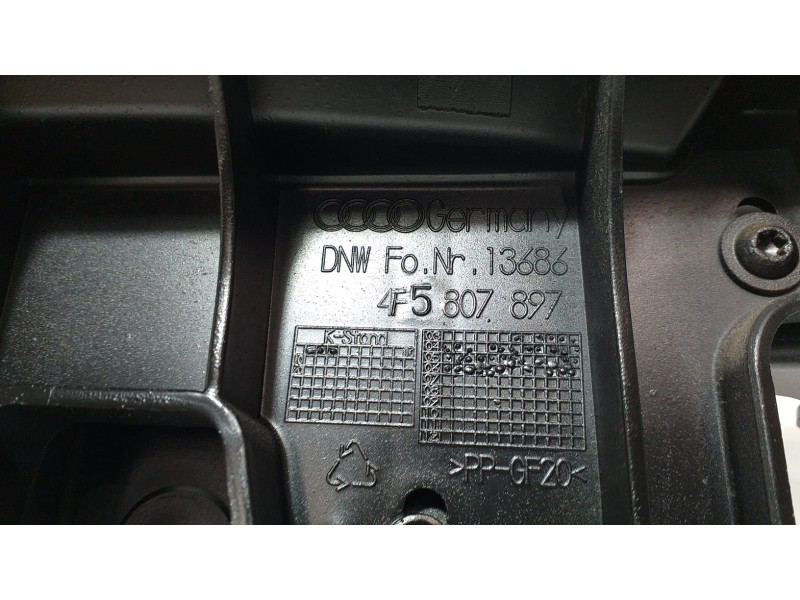 Germany
DNW Fo.Nr.13686
4F5 807 897
K-Stand
>PP-GF20<